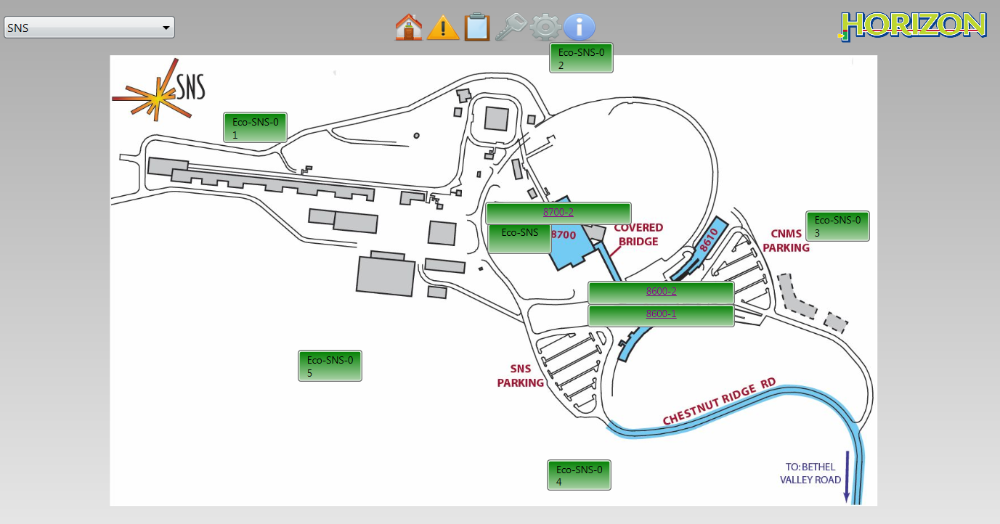 SNS
HORIZON
Eco-SNS-0
2
SNS
Eco-SNS-0
1
8700-2
Eco-SNS
8700
COVERED
BRIDGE
8610
CNMS
PARKING
Eco-SNS-0
3
8600-2
8600-1
Eco-SNS-0
5
SNS
PARKING
CHESTNUT RIDGE RD
Eco-SNS-0
4
TO: BETHEL
VALLEY ROAD